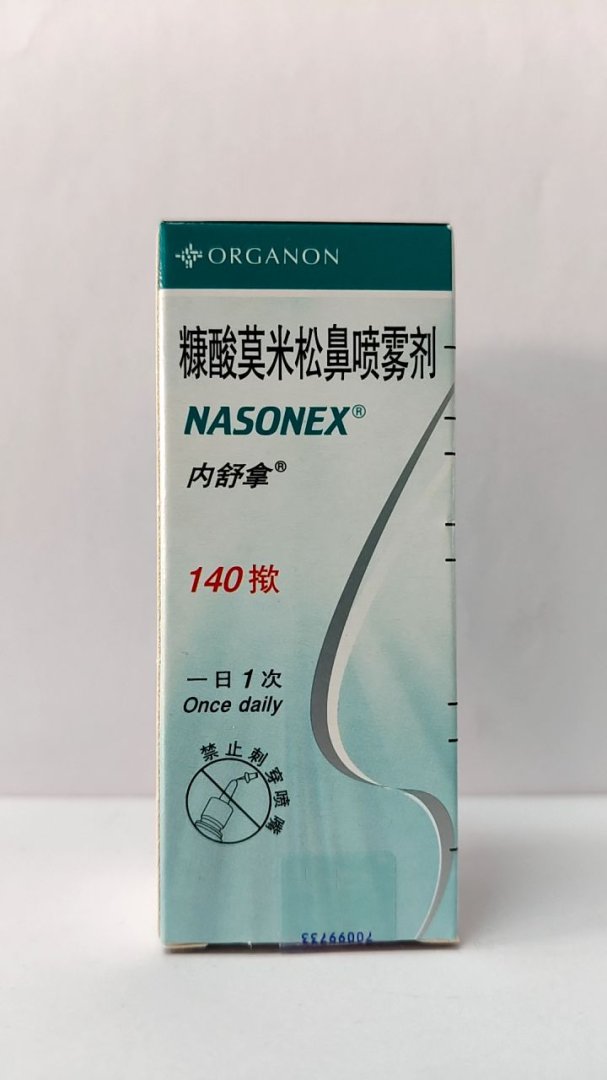 ORGANON
糠酸莫米松鼻喷雾剂
NASONEX®
内舒拿®
140揿
一日1次
Once daily
禁止刺穿喷嘴
70099733